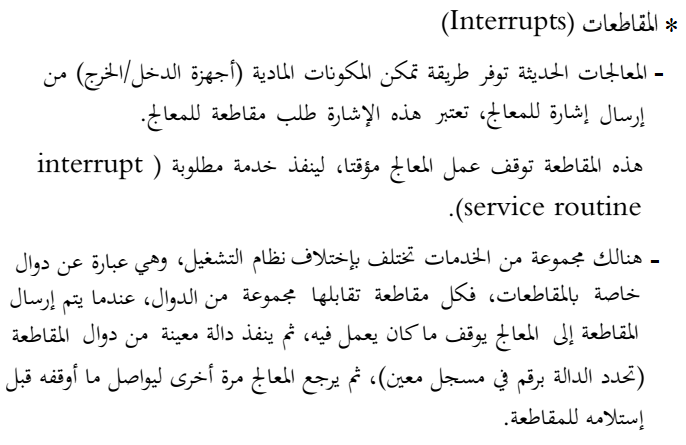 * المقاطعات (Interrupts)
- المعالجات الحديثة توفر طريقة تمكن المكونات المادية (أجهزة الدخل/الخرج) من
إرسال إشارة للمعالج، تعتبر هذه الإشارة طلب مقاطعة للمعالج.
هذه المقاطعة توقف عمل المعالج مؤقتا، لينفذ خدمة مطلوبة ( interrupt
service routine).
- هنالك مجموعة من الخدمات تختلف بإختلاف نظام التشغيل، وهي عبارة عن دوال
خاصة بالمقاطعات، فكل مقاطعة تقابلها مجموعة من الدوال، عندما يتم إرسال
المقاطعة إلى المعالج يوقف ماكان يعمل فيه، ثم ينفذ دالة معينة من دوال المقاطعة
(تحدد الدالة برقم في مسجل معين)، ثم يرجع المعالج مرة أخرى ليواصل ما أوقفه قبل
إستلامه للمقاطعة.